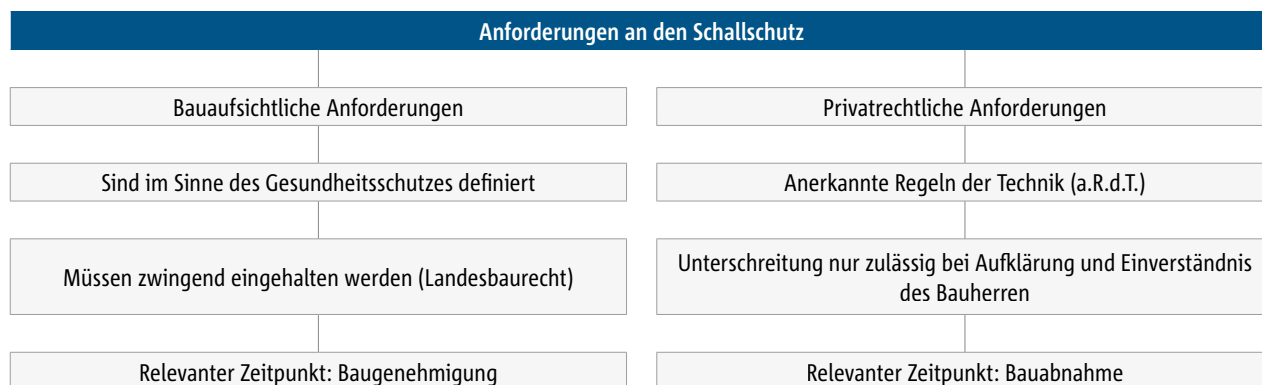 Anforderungen an den Schallschutz
Bauaufsichtliche Anforderungen
Privatrechtliche Anforderungen
Sind im Sinne des Gesundheitsschutzes definiert
Anerkannte Regeln der Technik (a.R.d.T.)
Müssen zwingend eingehalten werden (Landesbaurecht)
Unterschreitung nur zulässig bei Aufklärung und Einverständnis
des Bauherren
Relevanter Zeitpunkt: Baugenehmigung
Relevanter Zeitpunkt: Bauabnahme